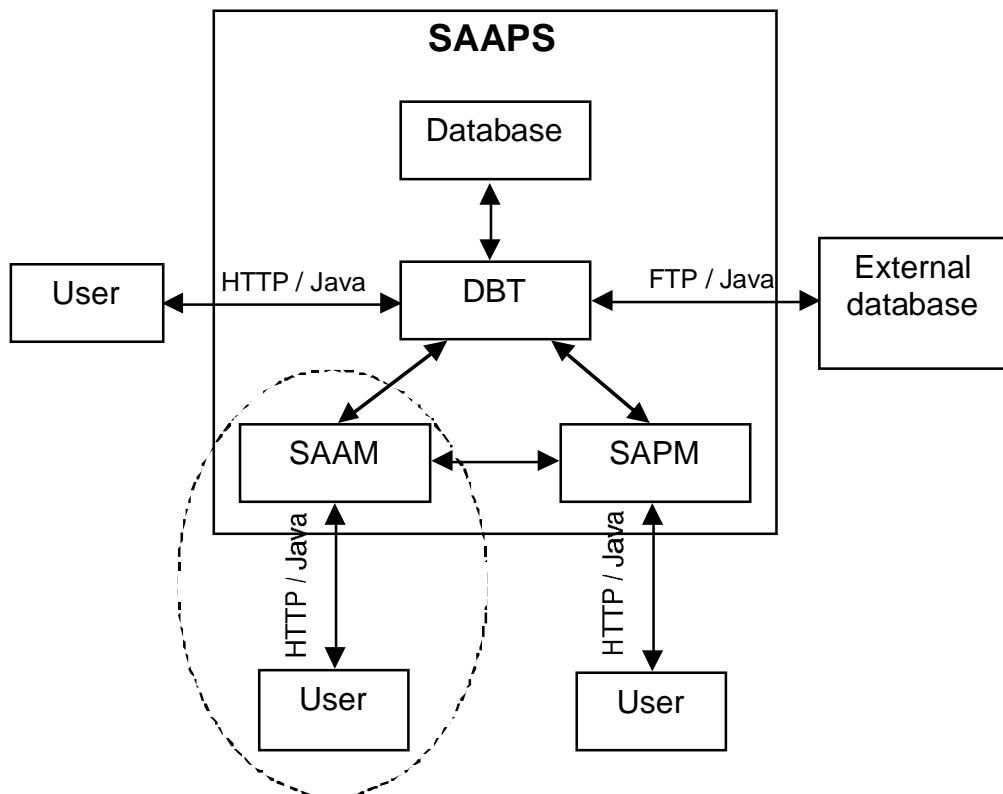 SAAPS
Database
User
HTTP / Java
DBT
FTP / Java
External
database
SAAM
SAPM
HTTP / Java
HTTP / Java
User
User